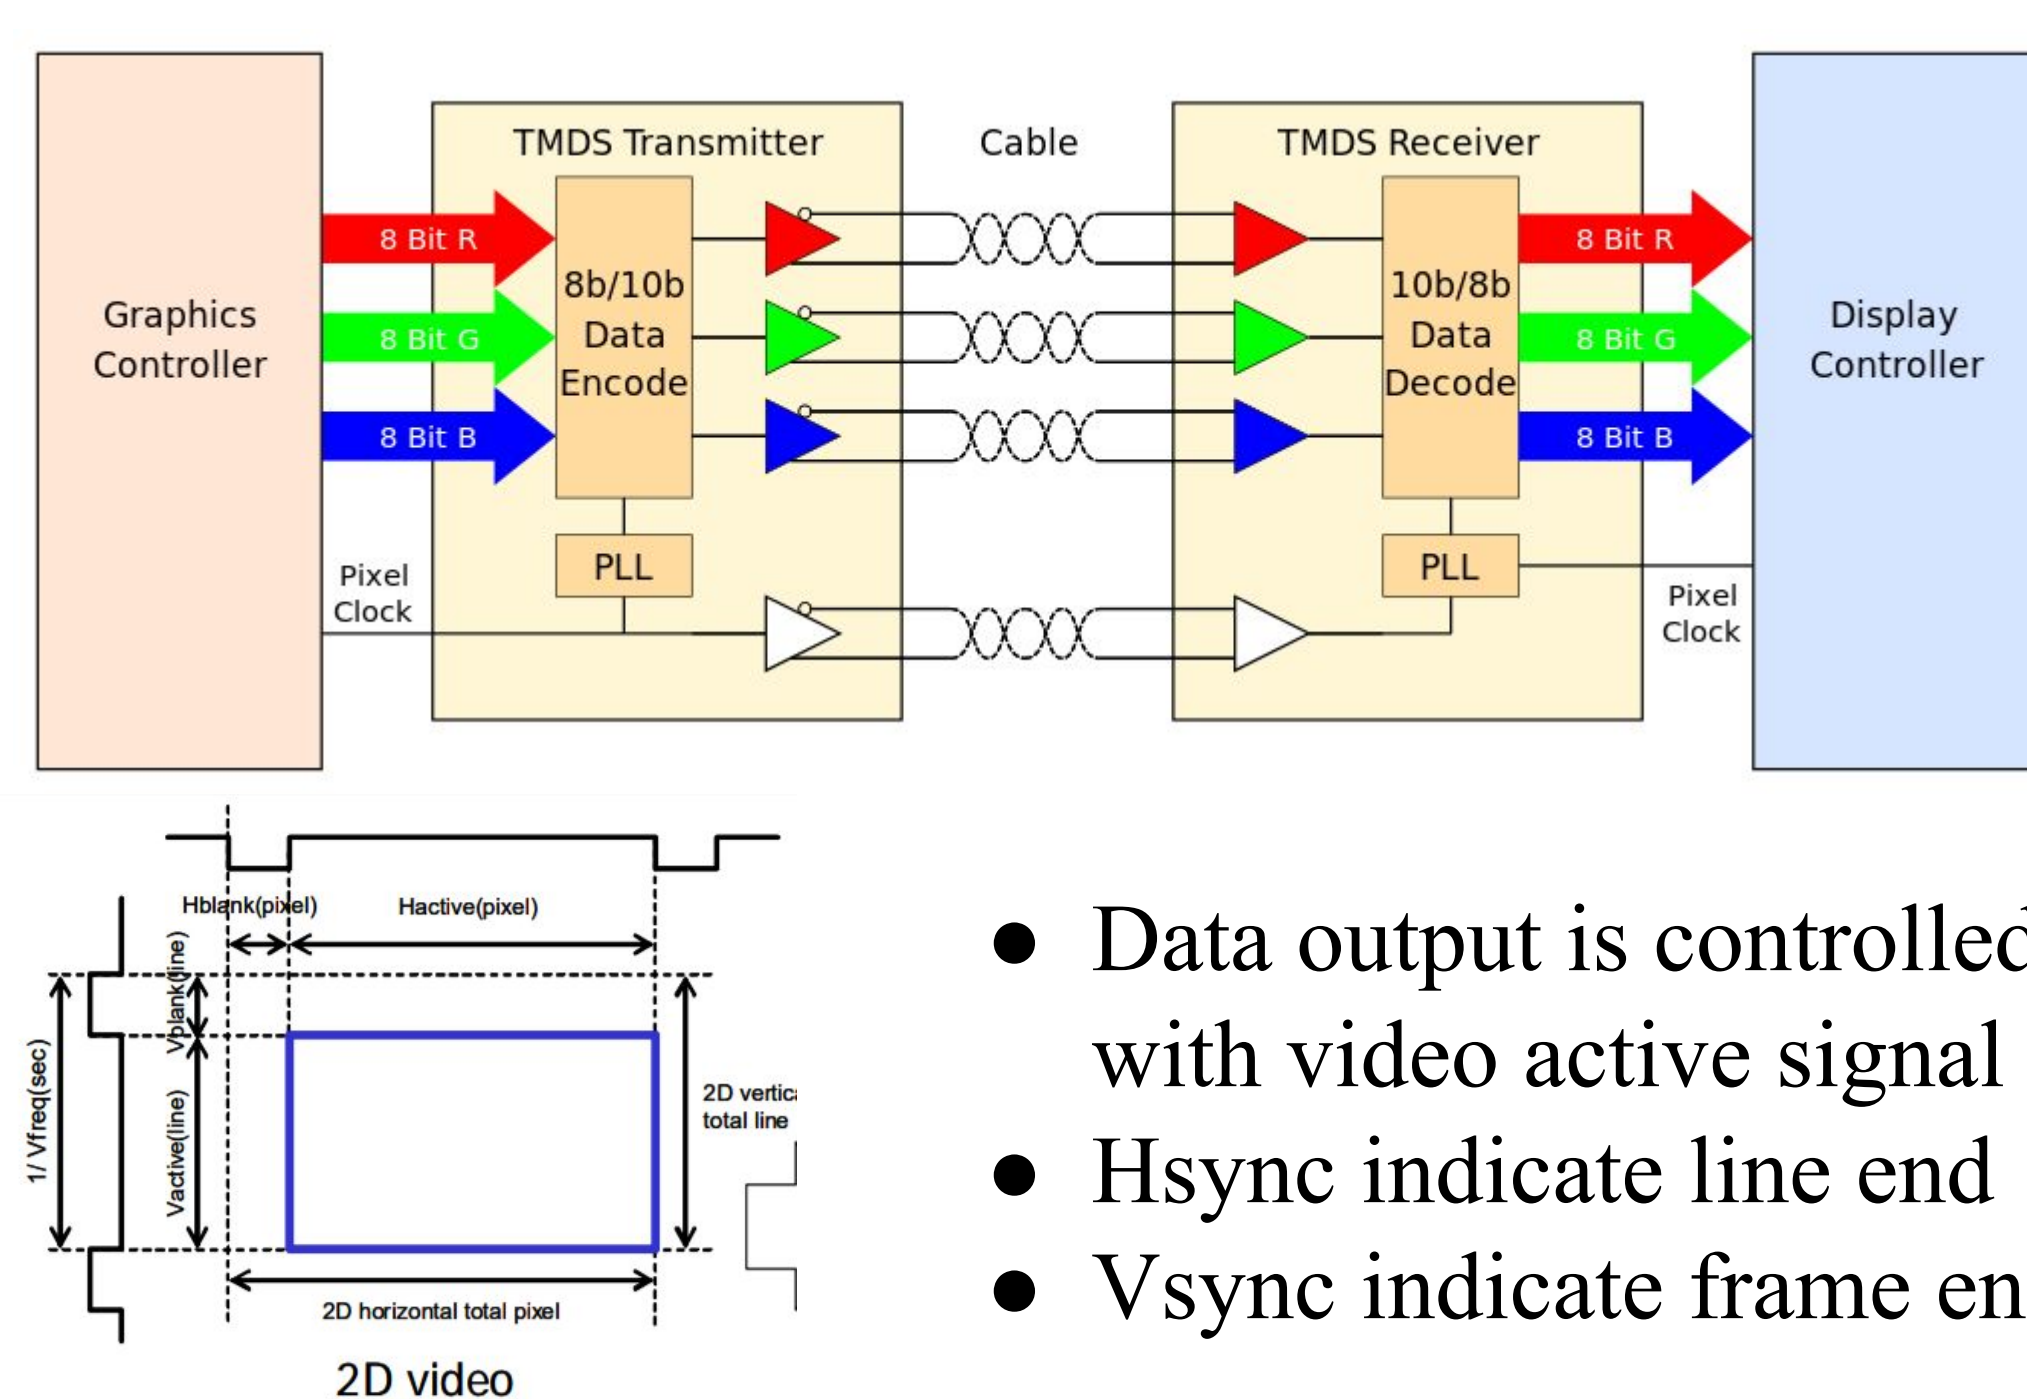 TMDS Transmitter
Cable
TMDS Receiver
8 Bit R
8 Bit G
8 Bit B
8b/10b
Data
Encode
10b/8b
Data
Decode
8 Bit R
8 Bit G
8 Bit B
Graphics
Controller
Display
Controller
PLL
PLL
Pixel
Clock
Pixel
Clock
Hblank(pixel)
Hactive(pixel)
Vblank(line)
1/ Vfreq(sec)
Vactive(line)
2D vertica
total line
2D horizontal total pixel
2D video
● Data output is controlled
with video active signal
● Hsync indicate line end
● Vsync indicate frame en